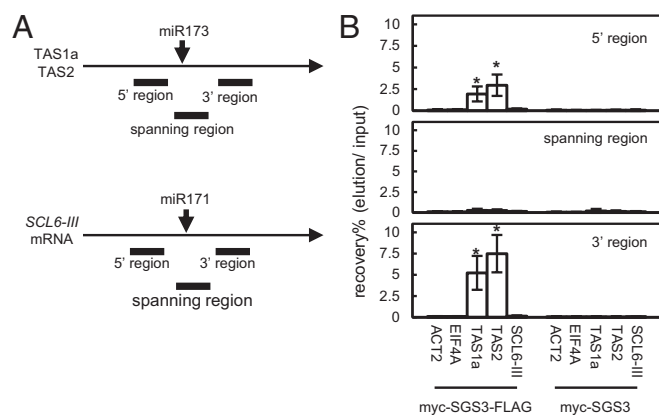 A
miR173
TAS1a
TAS2
5' region
3' region
spanning region
miR171
SCL6-III
mRNA
5' region
3' region
spanning region
B
recovery% (elution/ input)
10
7.5
5
2.5
0
5' region
*
*
10
7.5
5
2.5
0
spanning region
10
7.5
5
2.5
0
3' region
*
*
ACT2
EIF4A
TAS1a
TAS2
SCL6-III
ACT2
EIF4A
TAS1a
TAS2
SCL6-III
myc-SGS3-FLAG
myc-SGS3